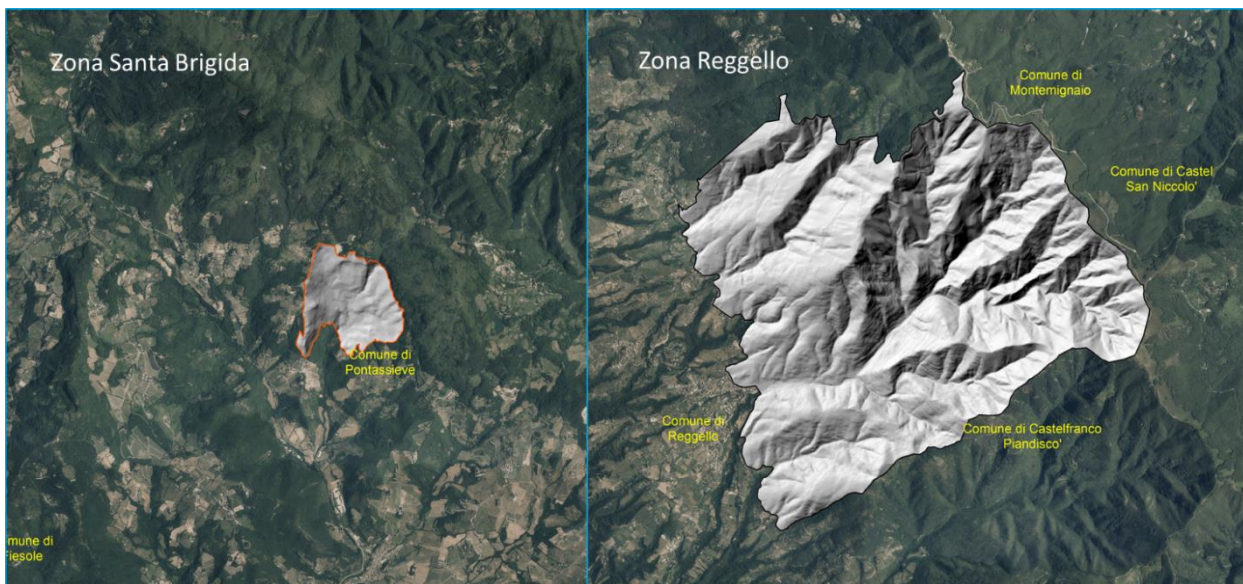 Zona Santa Brigida
Comune di
Pontassieve
mune di
iesole
Zona Reggello
Comune di
Montemignaio
Comune di Castel
San Niccolo'
Comune di
Reggello
Comune di Castelfranco
Piandisco'